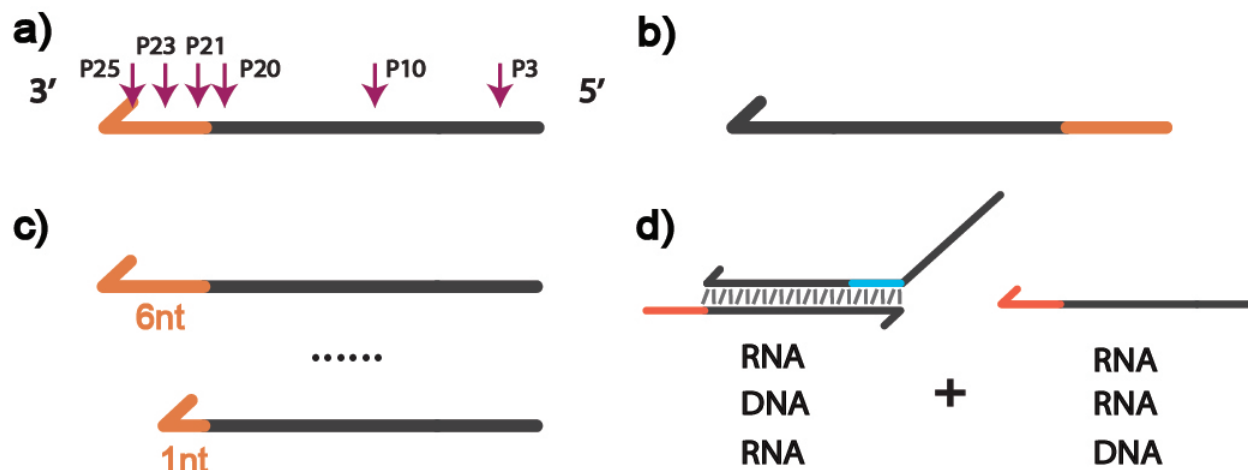 a)
P23 P21
P25 P20 P10 P3
3′ 5′
b)
c)
6nt
......
1nt
d)
RNA RNA
DNA + RNA
RNA DNA